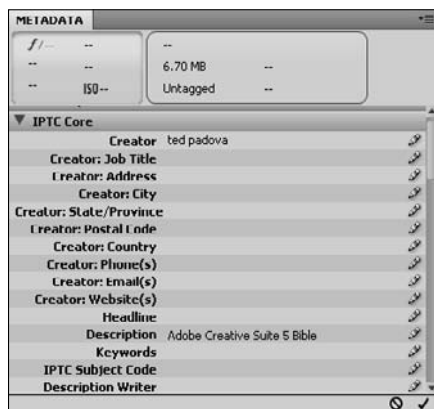 METADATA
f/-- -- --
-- -- 6.70 MB --
-- ISO-- Untagged --
IPTC Core
Creator ted padova
Creator: Job Title
Creator: Address
Creator: City
Creator: State/Province
Creator: Postal Code
Creator: Country
Creator: Phone(s)
Creator: Email(s)
Creator: Website(s)
Headline
Description Adobe Creative Suite 5 Bible
Keywords
IPTC Subject Code
Description Writer